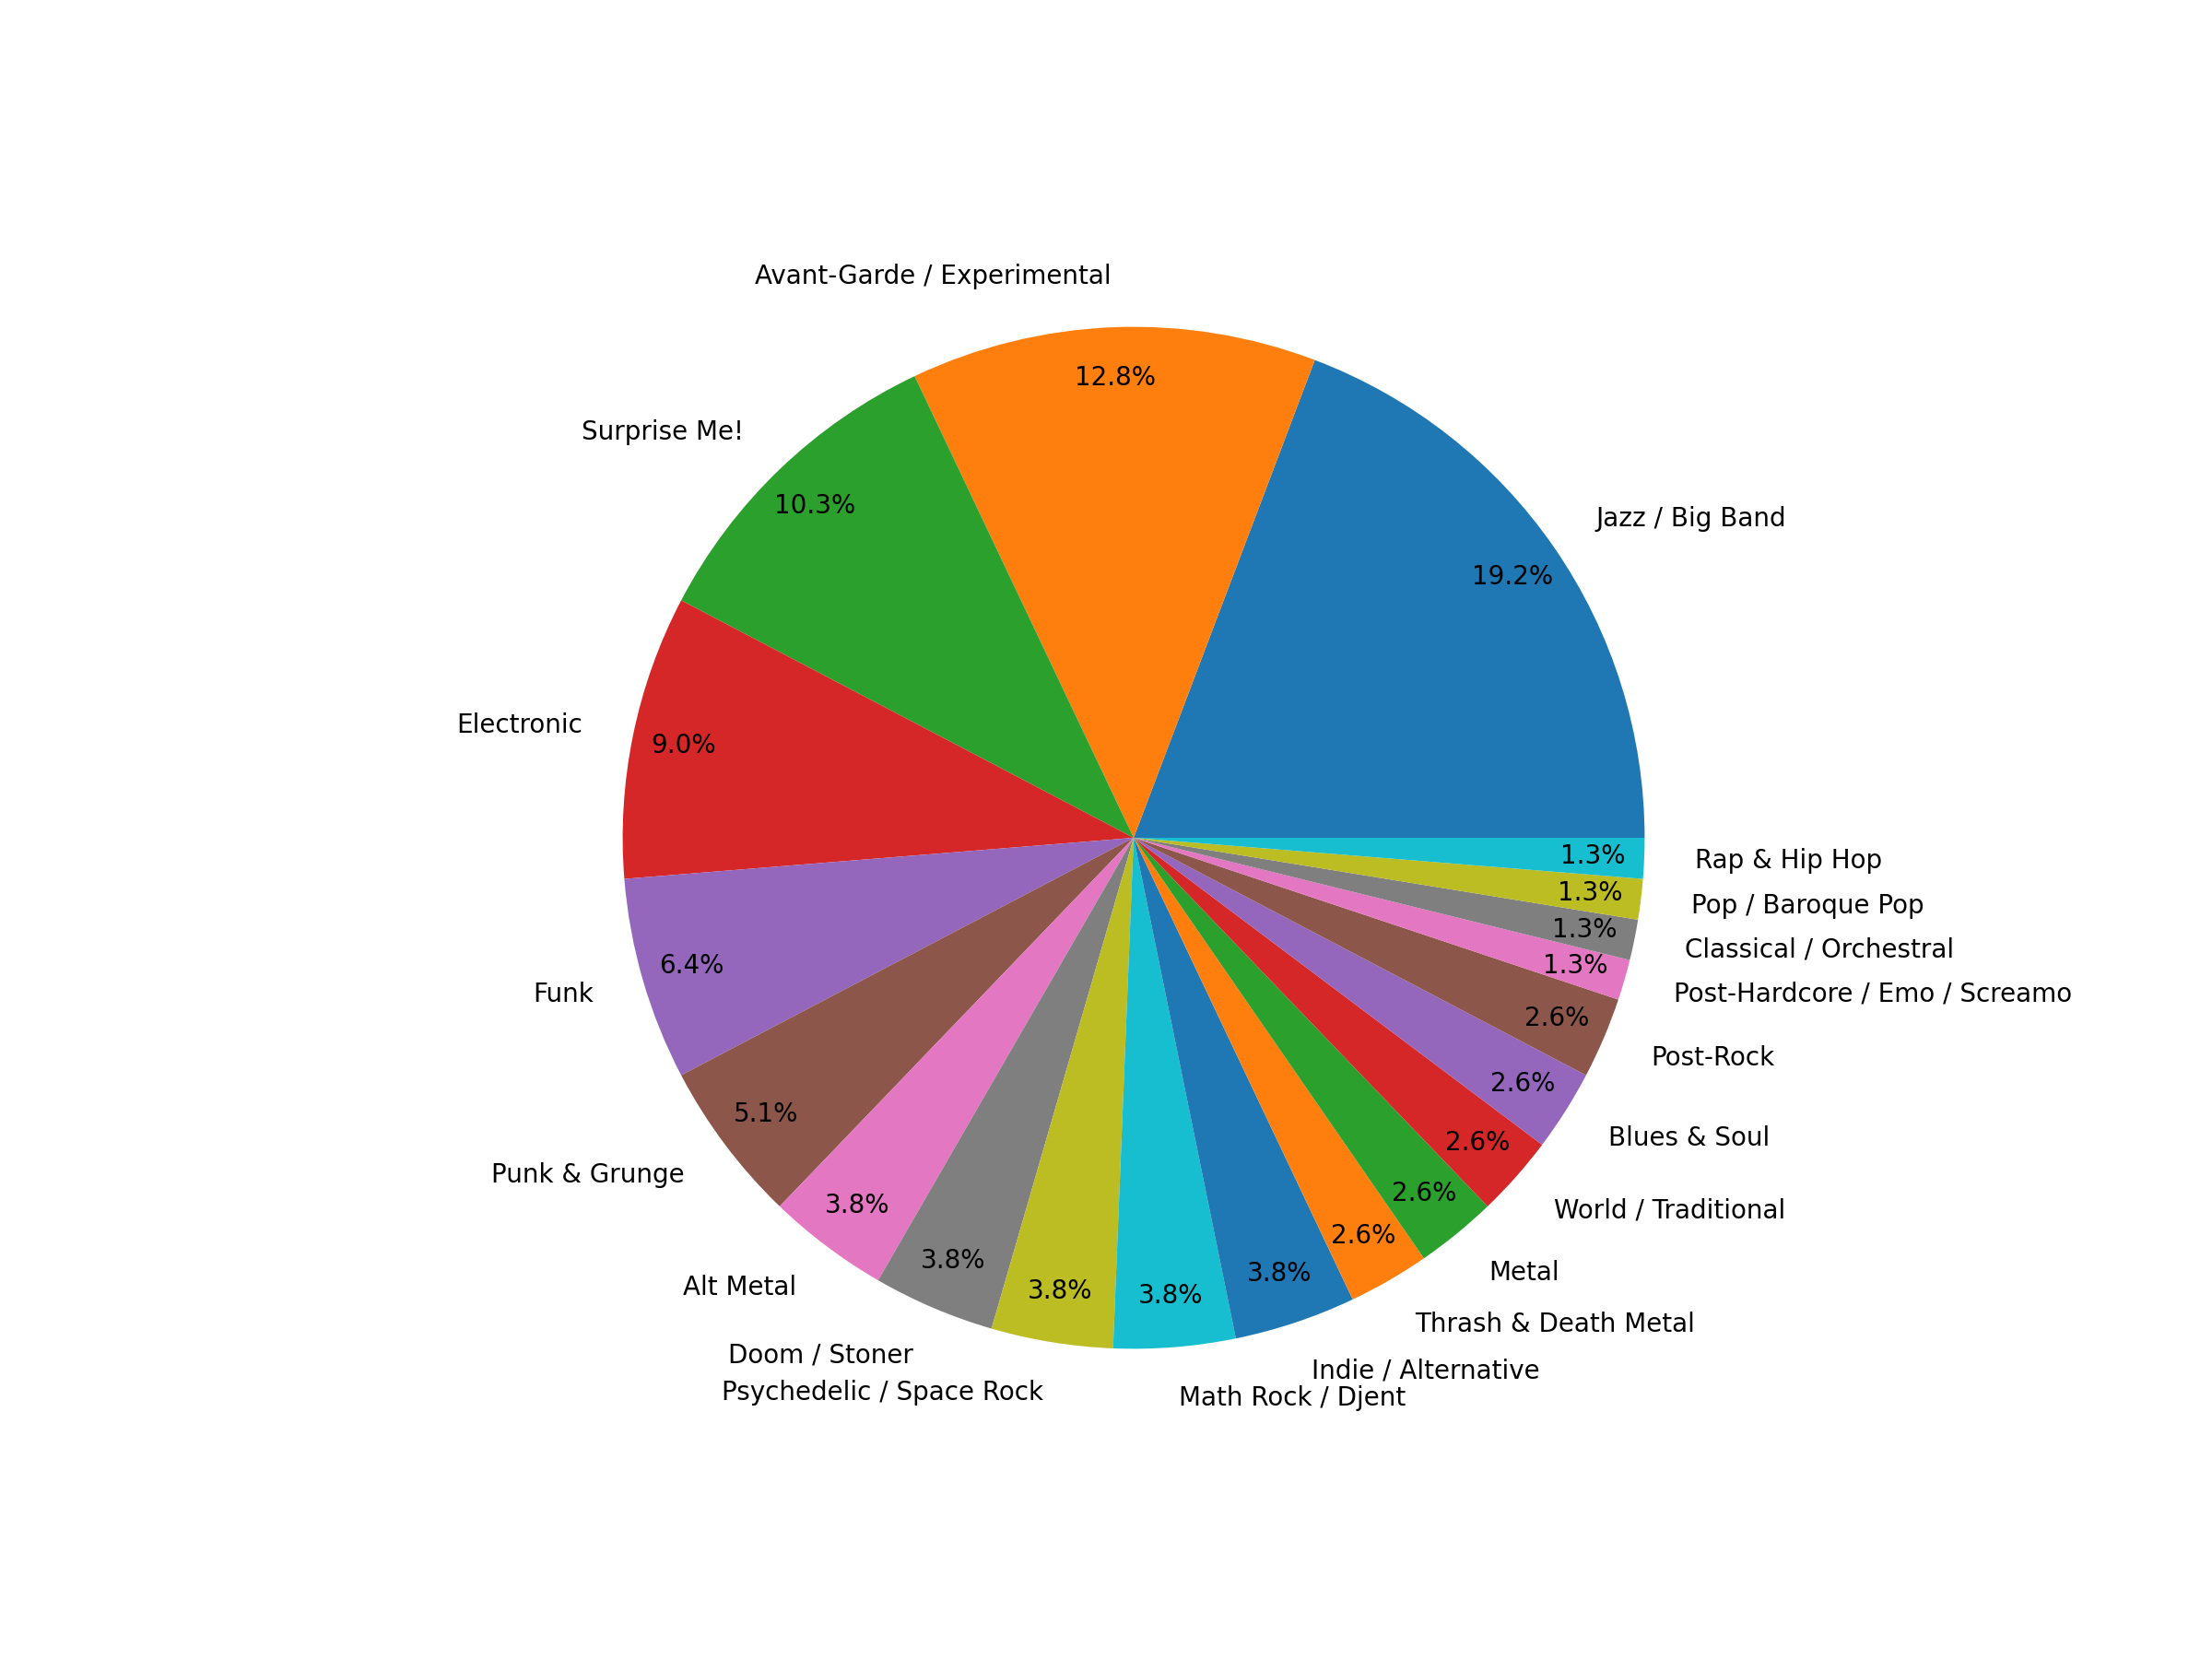 Avant-Garde / Experimental
12.8%
Surprise Me!
10.3%
Jazz / Big Band
19.2%
Electronic
9.0%
Funk
6.4%
Punk & Grunge
5.1%
Alt Metal
3.8%
Doom / Stoner
3.8%
Psychedelic / Space Rock
3.8%
Math Rock / Djent
3.8%
Indie / Alternative
3.8%
Thrash & Death Metal
2.6%
Metal
2.6%
World / Traditional
2.6%
Blues & Soul
2.6%
Post-Rock
2.6%
Post-Hardcore / Emo / Screamo
1.3%
Classical / Orchestral
1.3%
Pop / Baroque Pop
1.3%
Rap & Hip Hop
1.3%